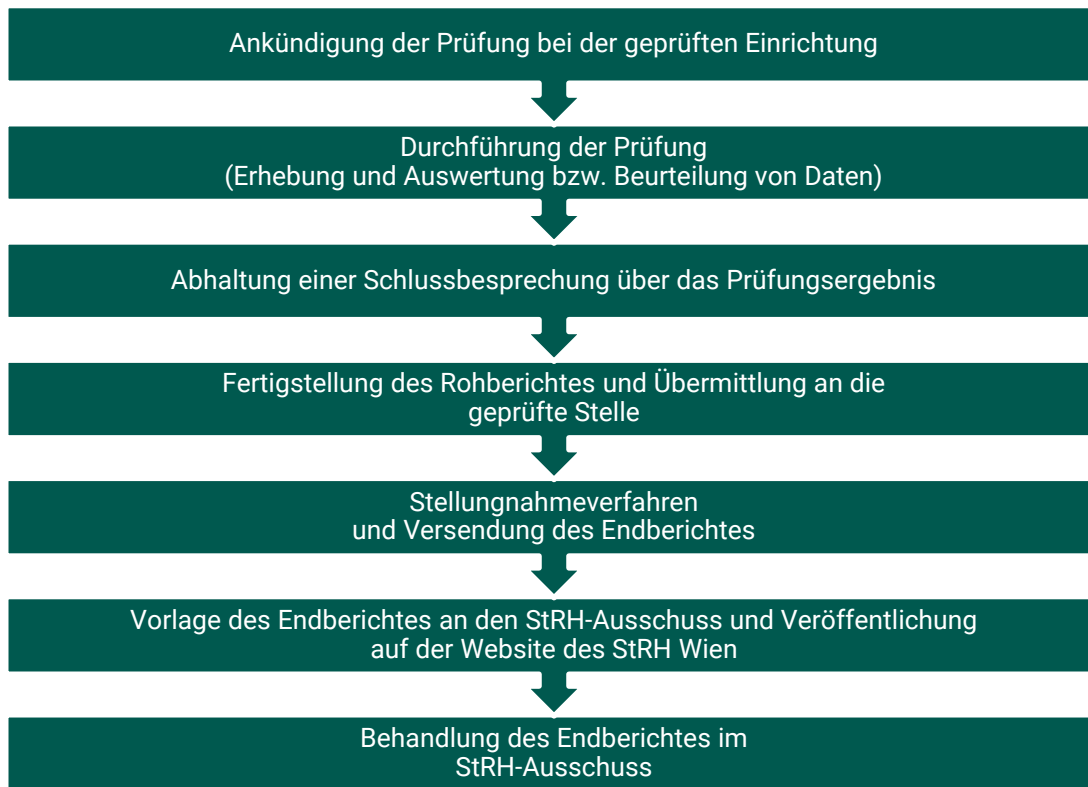 Ankündigung der Prüfung bei der geprüften Einrichtung
Durchführung der Prüfung
(Erhebung und Auswertung bzw. Beurteilung von Daten)
Abhaltung einer Schlussbesprechung über das Prüfungsergebnis
Fertigstellung des Rohberichtes und Übermittlung an die
geprüfte Stelle
Stellungnahmeverfahren
und Versendung des Endberichtes
Vorlage des Endberichtes an den StRH-Ausschuss und Veröffentlichung
auf der Website des StRH Wien
Behandlung des Endberichtes im
StRH-Ausschuss